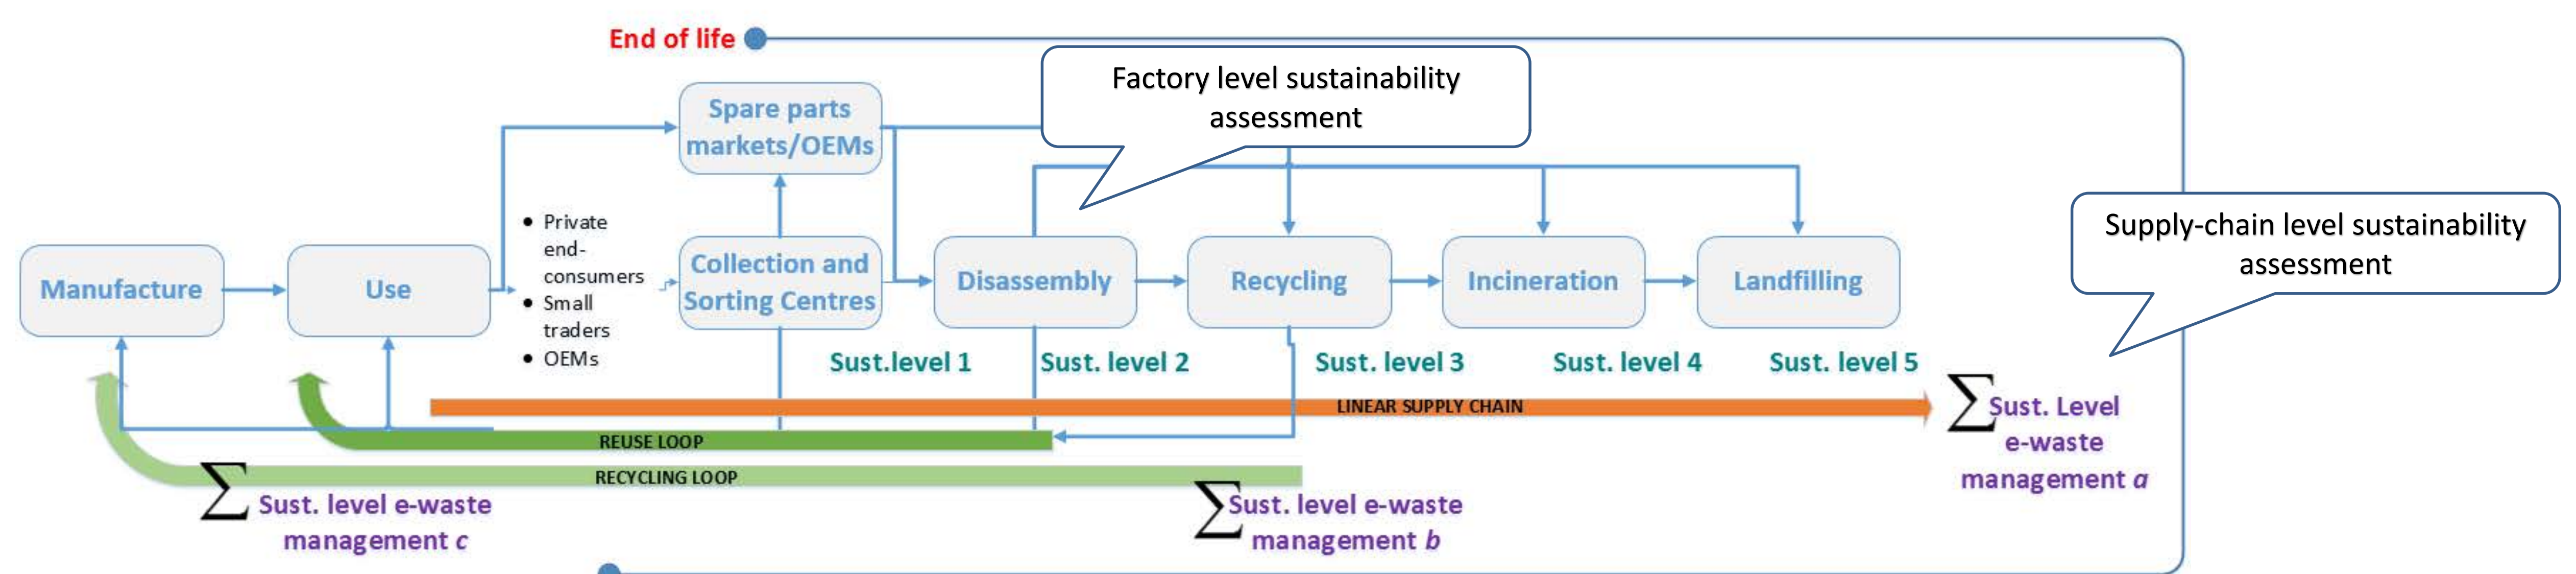 End of life
Factory level sustainability
assessment
Spare parts
markets/OEMs
Supply-chain level sustainability
assessment
Manufacture
Use
• Private
end-
consumers
• Small
traders
• OEMs
Collection and
Sorting Centres
Disassembly
Recycling
Incineration
Landfilling
Sust.level 1
Sust. level 2
Sust. level 3
Sust. level 4
Sust. level 5
LINEAR SUPPLY CHAIN
REUSE LOOP
RECYCLING LOOP
∑ Sust. Level
e-waste
management a
∑ Sust. level e-waste
management c
∑ Sust. level e-waste
management b